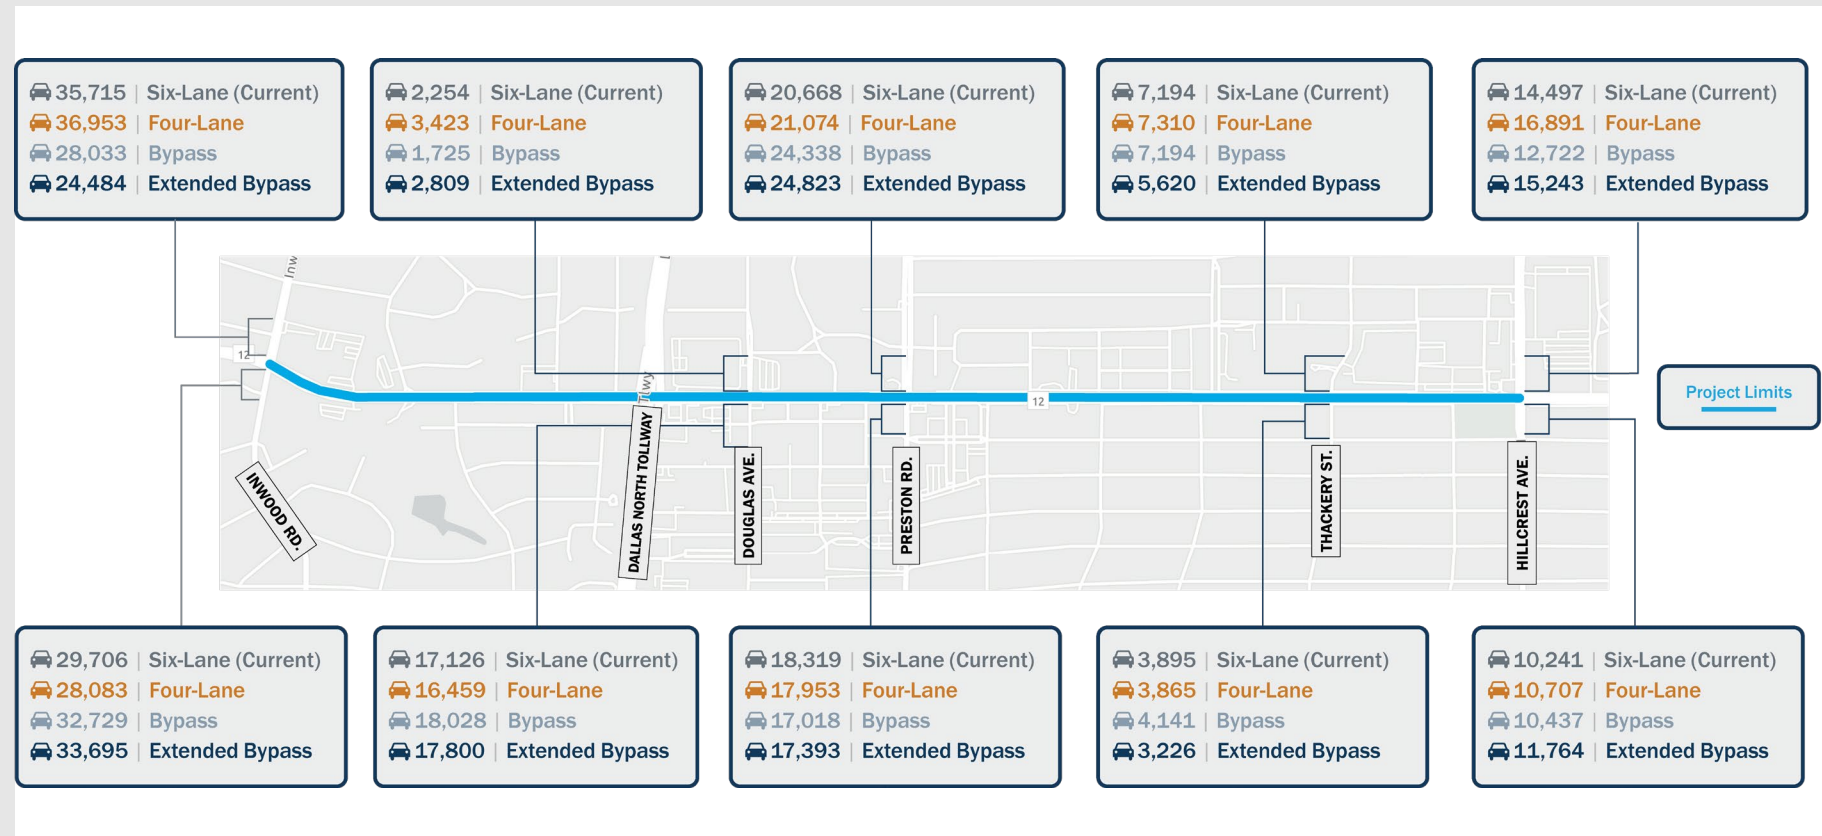 35,715 | Six-Lane (Current)
36,953 | Four-Lane
28,033 | Bypass
24,484 | Extended Bypass
2,254 | Six-Lane (Current)
3,423 | Four-Lane
1,725 | Bypass
2,809 | Extended Bypass
20,668 | Six-Lane (Current)
21,074 | Four-Lane
24,338 | Bypass
24,823 | Extended Bypass
7,194 | Six-Lane (Current)
7,310 | Four-Lane
7,194 | Bypass
5,620 | Extended Bypass
14,497 | Six-Lane (Current)
16,891 | Four-Lane
12,722 | Bypass
15,243 | Extended Bypass
Inw
12
Tlwy
12
Project Limits
INWOOD RD.
DALLAS NORTH TOLLWAY
DOUGLAS AVE.
PRESTON RD.
THACKERY ST.
HILLCREST AVE.
29,706 | Six-Lane (Current)
28,083 | Four-Lane
32,729 | Bypass
33,695 | Extended Bypass
17,126 | Six-Lane (Current)
16,459 | Four-Lane
18,028 | Bypass
17,800 | Extended Bypass
18,319 | Six-Lane (Current)
17,953 | Four-Lane
17,018 | Bypass
17,393 | Extended Bypass
3,895 | Six-Lane (Current)
3,865 | Four-Lane
4,141 | Bypass
3,226 | Extended Bypass
10,241 | Six-Lane (Current)
10,707 | Four-Lane
10,437 | Bypass
11,764 | Extended Bypass